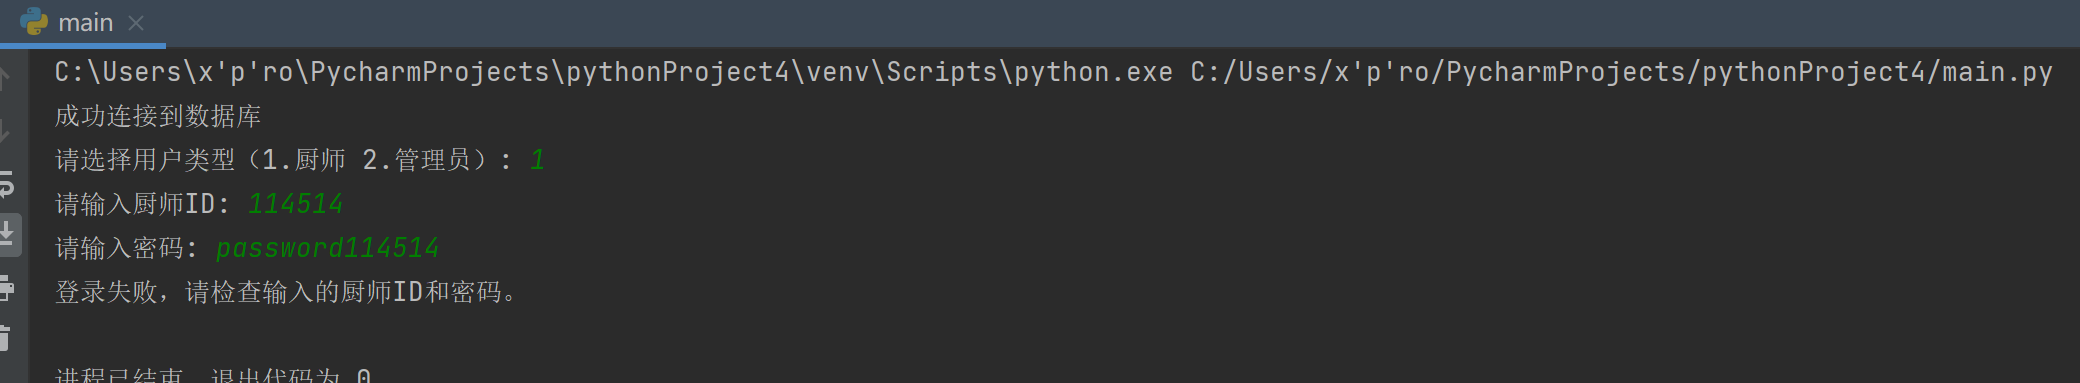 main
C:\Users\x'p'ro\PycharmProjects\pythonProject4\venv\Scripts\python.exe C:/Users/x'p'ro/PycharmProjects/pythonProject4/main.py
成功连接到数据库
请选择用户类型（1.厨师 2.管理员）: 1
请输入厨师ID: 114514
请输入密码: password114514
登录失败，请检查输入的厨师ID和密码。
进程已结束，退出代码为 0